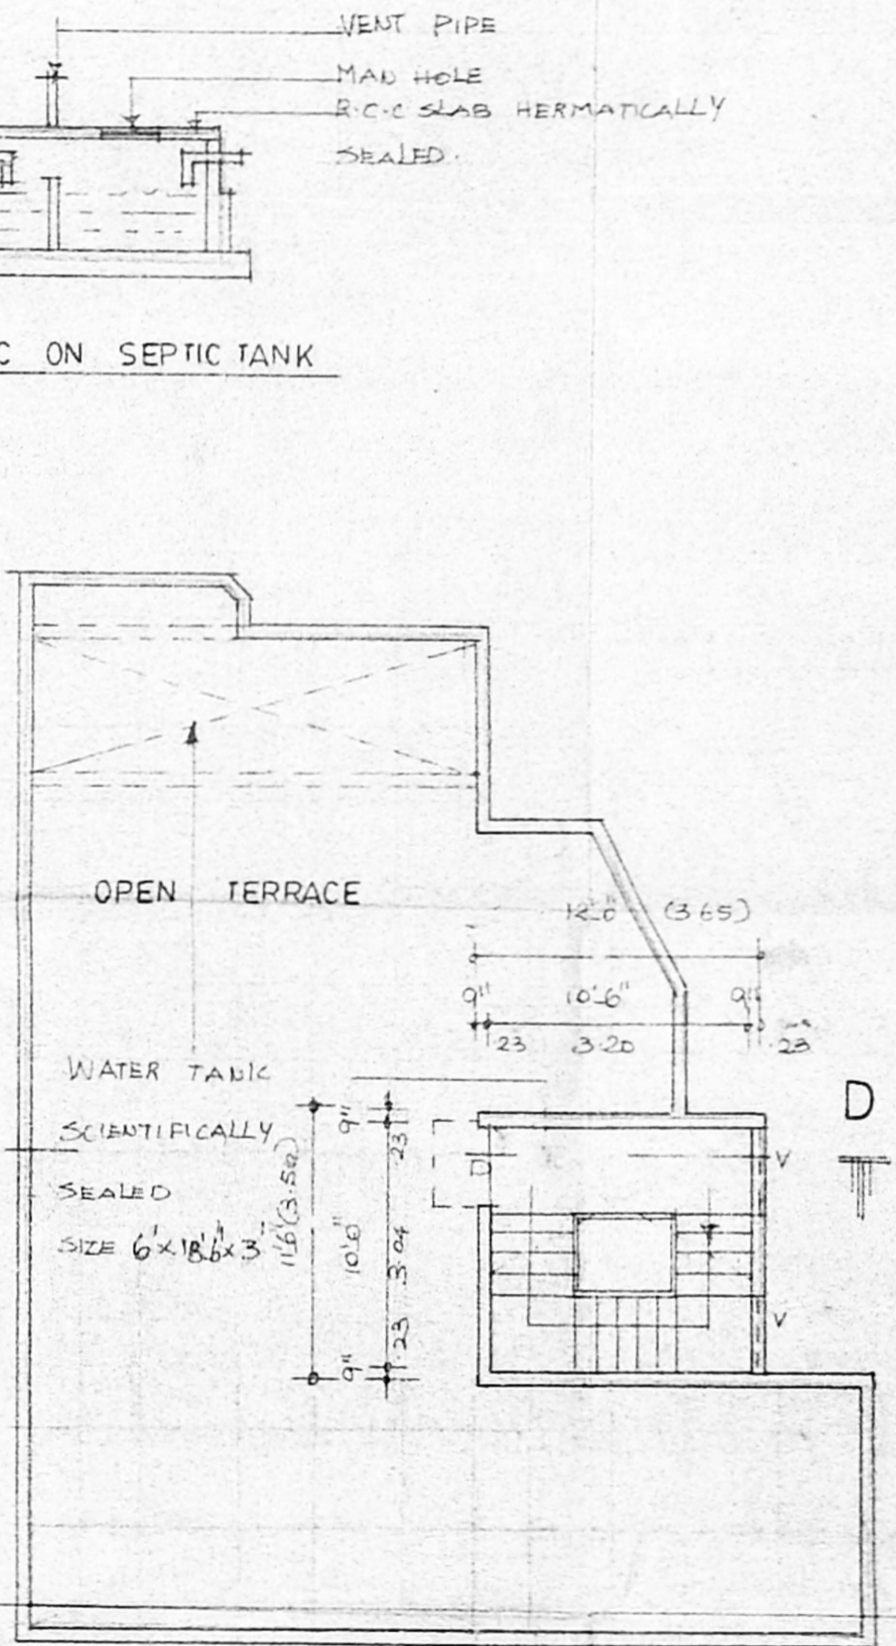 VENT PIPE
MAN HOLE
R.C.C SLAB HERMATICALLY
SEALED.
C ON SEPTIC TANK
OPEN TERRACE
12'0" (3.65)
9" 10'-6" 9"
.23 3.20 .23
WATER TANK
SCIENTIFICALLY
SEALED
SIZE 6'x18'6"x3'
11'6" (3.50)
9" 10'0" 9"
.23 3.04 .23
D
D
V
V